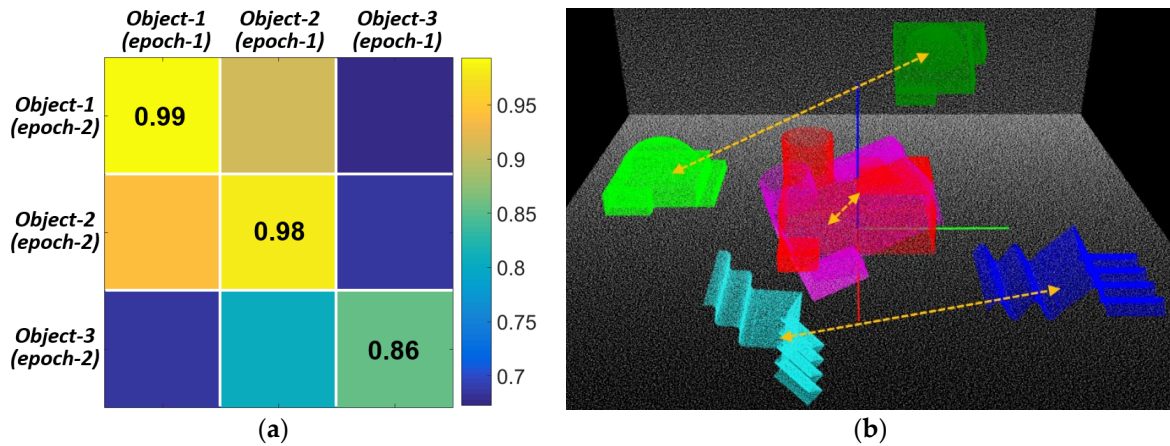 Object-1 Object-2 Object-3
(epoch-1) (epoch-1) (epoch-1)
Object-1
(epoch-2)
Object-2
(epoch-2)
Object-3
(epoch-2)
0.99
0.98
0.86
0.95
0.9
0.85
0.8
0.75
0.7
(a)
(b)